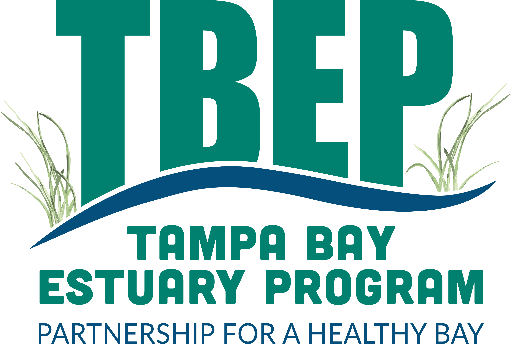 TBEP
TAMPA BAY
ESTUARY PROGRAM
PARTNERSHIP FOR A HEALTHY BAY